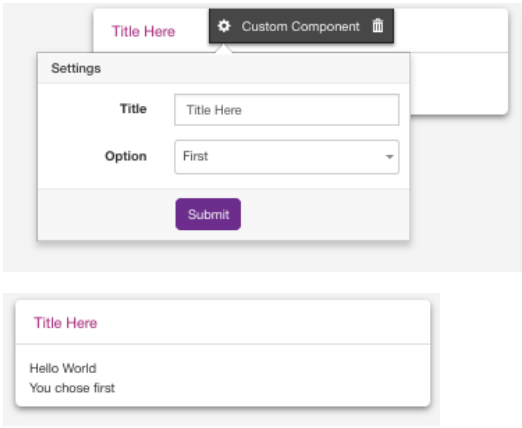 Title Here
Custom Component
Settings
Title
Title Here
Option
First
Submit
Title Here
Hello World
You chose first